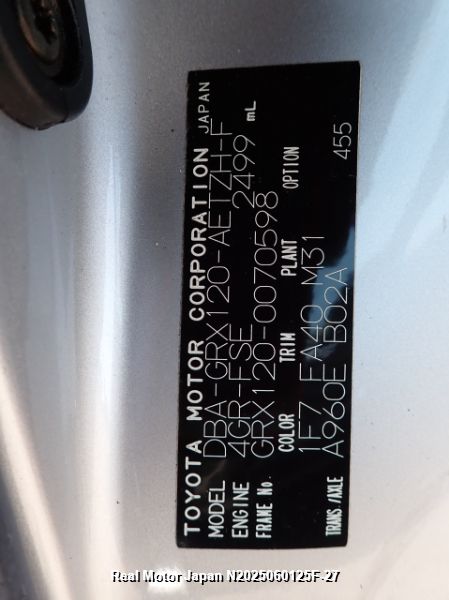 TOYOTA MOTOR CORPORATION JAPAN
MODEL DBA-GRX120-AETZH-F
ENGINE 4GR-FSE 2499 mL
FRAME No. GRX120-0070598
COLOR TRIM PLANT OPTION
1F7 FA40 M31
TRANS./AXLE A960E B02A 455
Real Motor Japan N2025060125F-27